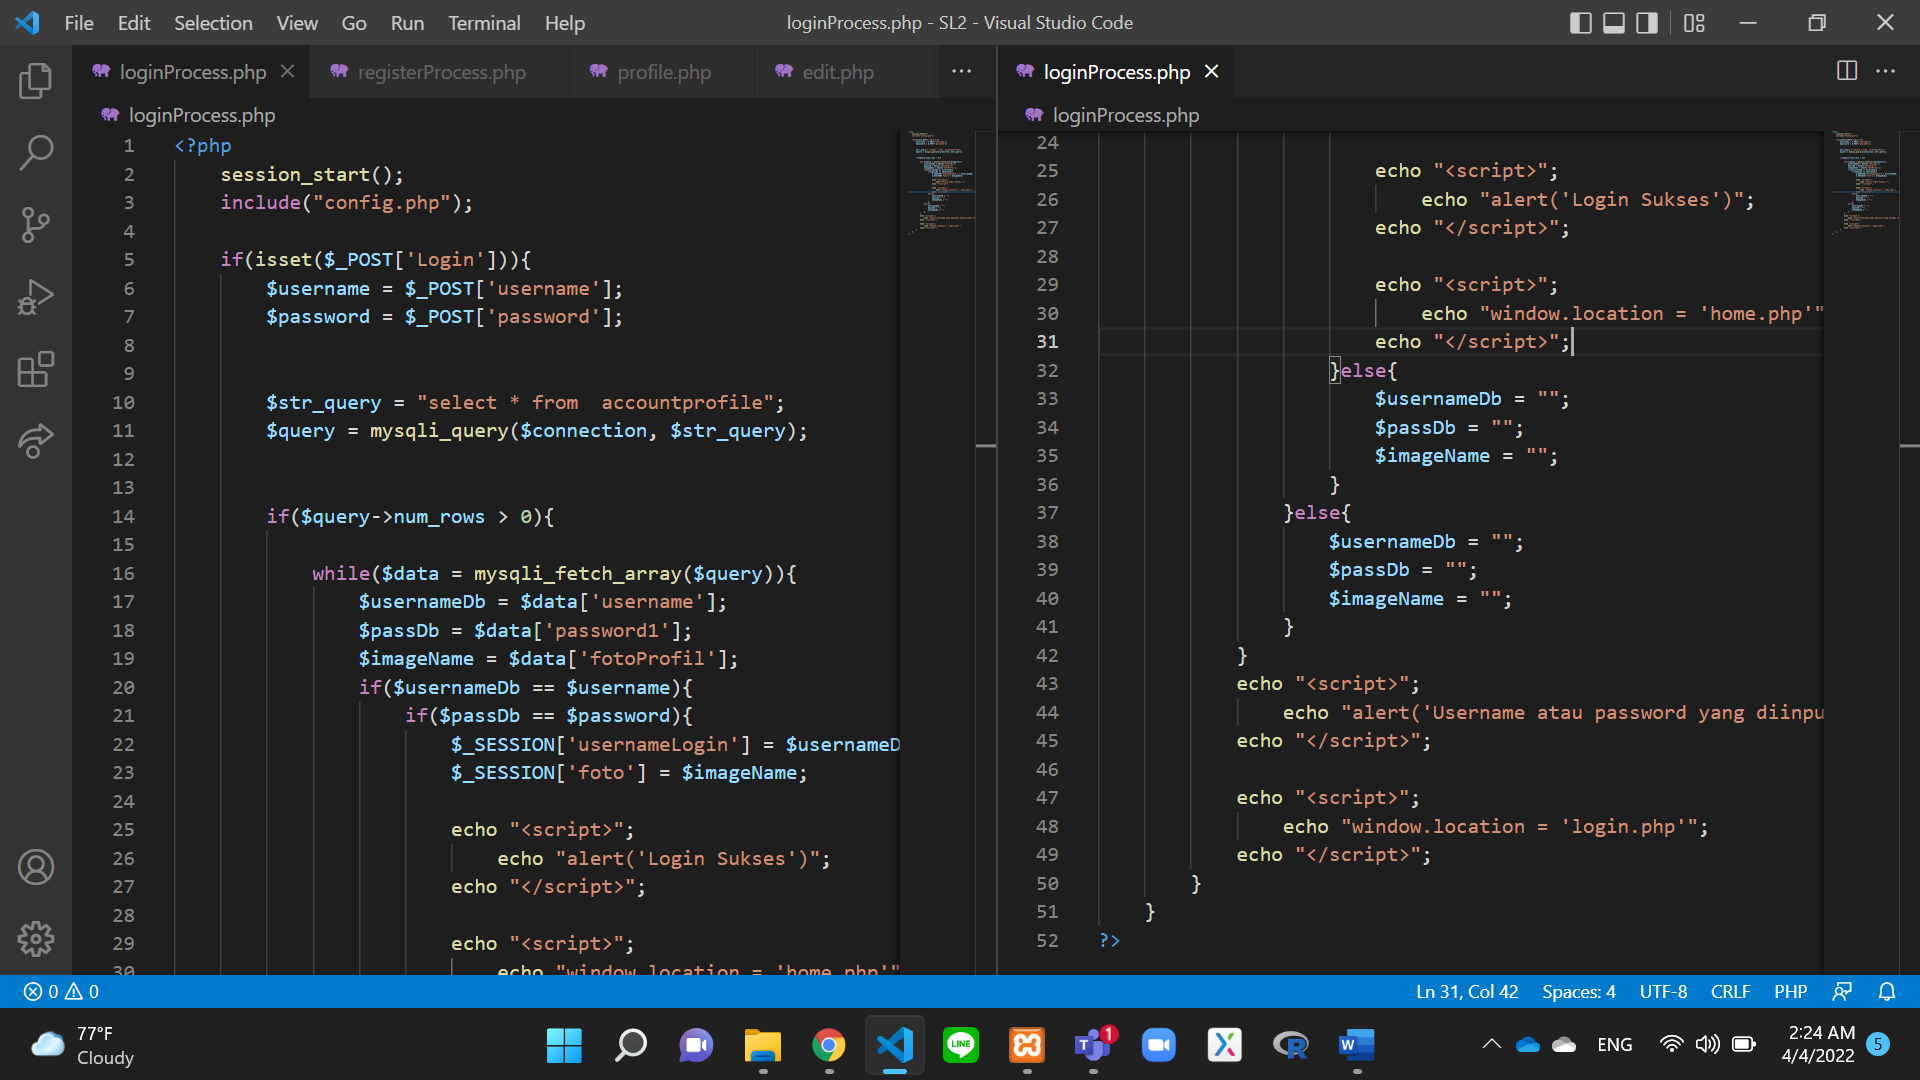 File Edit Selection View Go Run Terminal Help
loginProcess.php - SL2 - Visual Studio Code
loginProcess.php registerProcess.php profile.php edit.php
loginProcess.php
1 <?php
2 session_start();
3 include("config.php");
4
5 if(isset($_POST['Login'])){
6 $username = $_POST['username'];
7 $password = $_POST['password'];
8
9
10 $str_query = "select * from  accountprofile";
11 $query = mysqli_query($connection, $str_query);
12
13
14 if($query->num_rows > 0){
15
16 while($data = mysqli_fetch_array($query)){
17 $usernameDb = $data['username'];
18 $passDb = $data['password1'];
19 $imageName = $data['fotoProfil'];
20 if($usernameDb == $username){
21 if($passDb == $password){
22 $_SESSION['usernameLogin'] = $usernameD
23 $_SESSION['foto'] = $imageName;
24
25 echo "<script>";
26 echo "alert('Login Sukses')";
27 echo "</script>";
28
29 echo "<script>";
30 echo "window.location = 'home.php'"
loginProcess.php
loginProcess.php
24
25 echo "<script>";
26 echo "alert('Login Sukses')";
27 echo "</script>";
28
29 echo "<script>";
30 echo "window.location = 'home.php'"
31 echo "</script>";
32 }else{
33 $usernameDb = "";
34 $passDb = "";
35 $imageName = "";
36 }
37 }else{
38 $usernameDb = "";
39 $passDb = "";
40 $imageName = "";
41 }
42 }
43 echo "<script>";
44 echo "alert('Username atau password yang diinpu
45 echo "</script>";
46
47 echo "<script>";
48 echo "window.location = 'login.php'";
49 echo "</script>";
50 }
51 }
52 ?>
0 0
Ln 31, Col 42 Spaces: 4 UTF-8 CRLF PHP
77°F
Cloudy
LINE
1
T
W
R
ENG
2:24 AM
4/4/2022
5